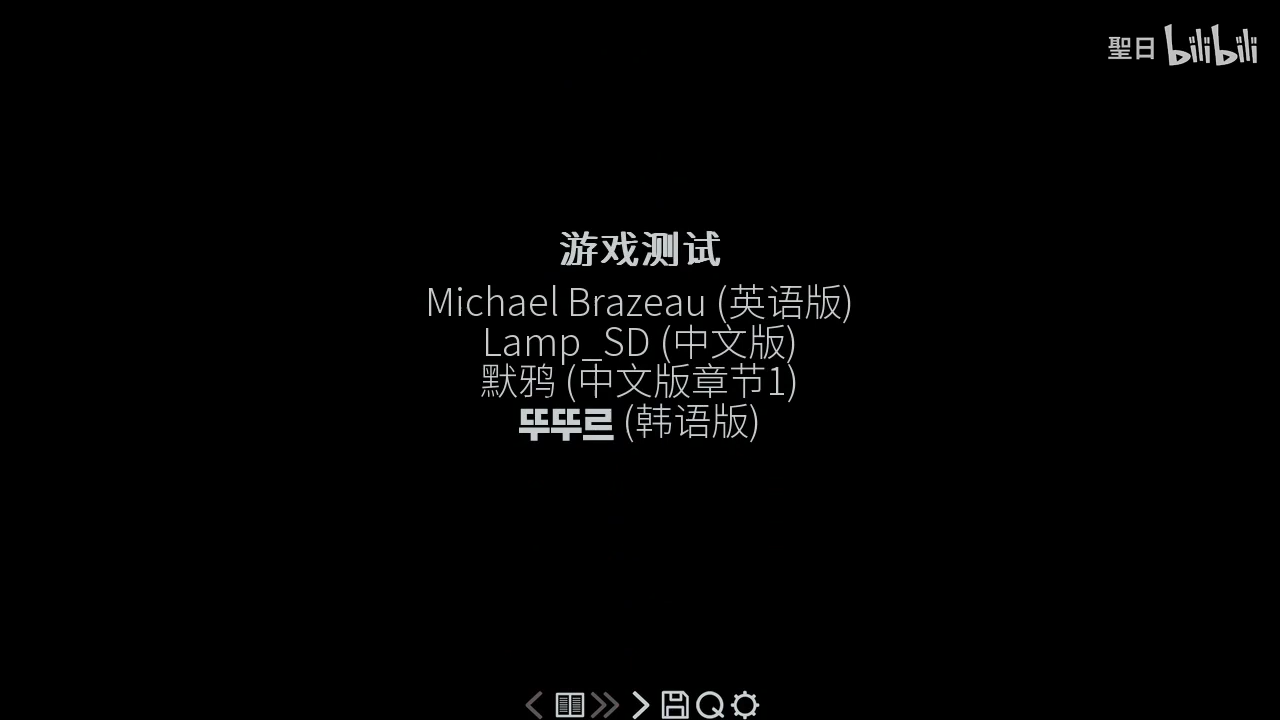 聖日 bilibili
游戏测试
Michael Brazeau (英语版)
Lamp_SD (中文版)
默鸦 (中文版章节1)
뚜뚜르 (韩语版)